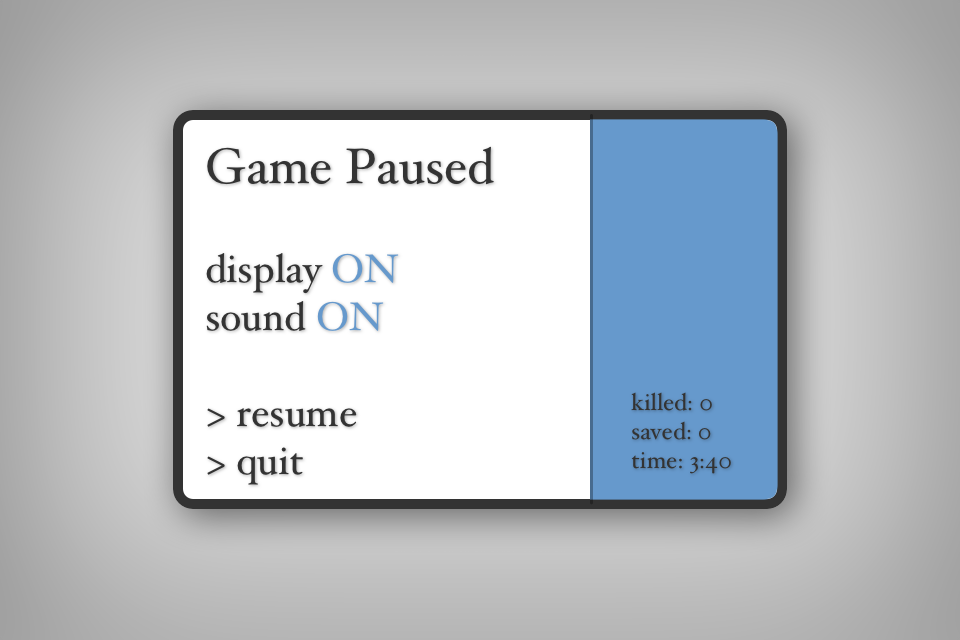 Game Paused
display ON
sound ON
> resume
> quit
killed: 0
saved: 0
time: 3:40